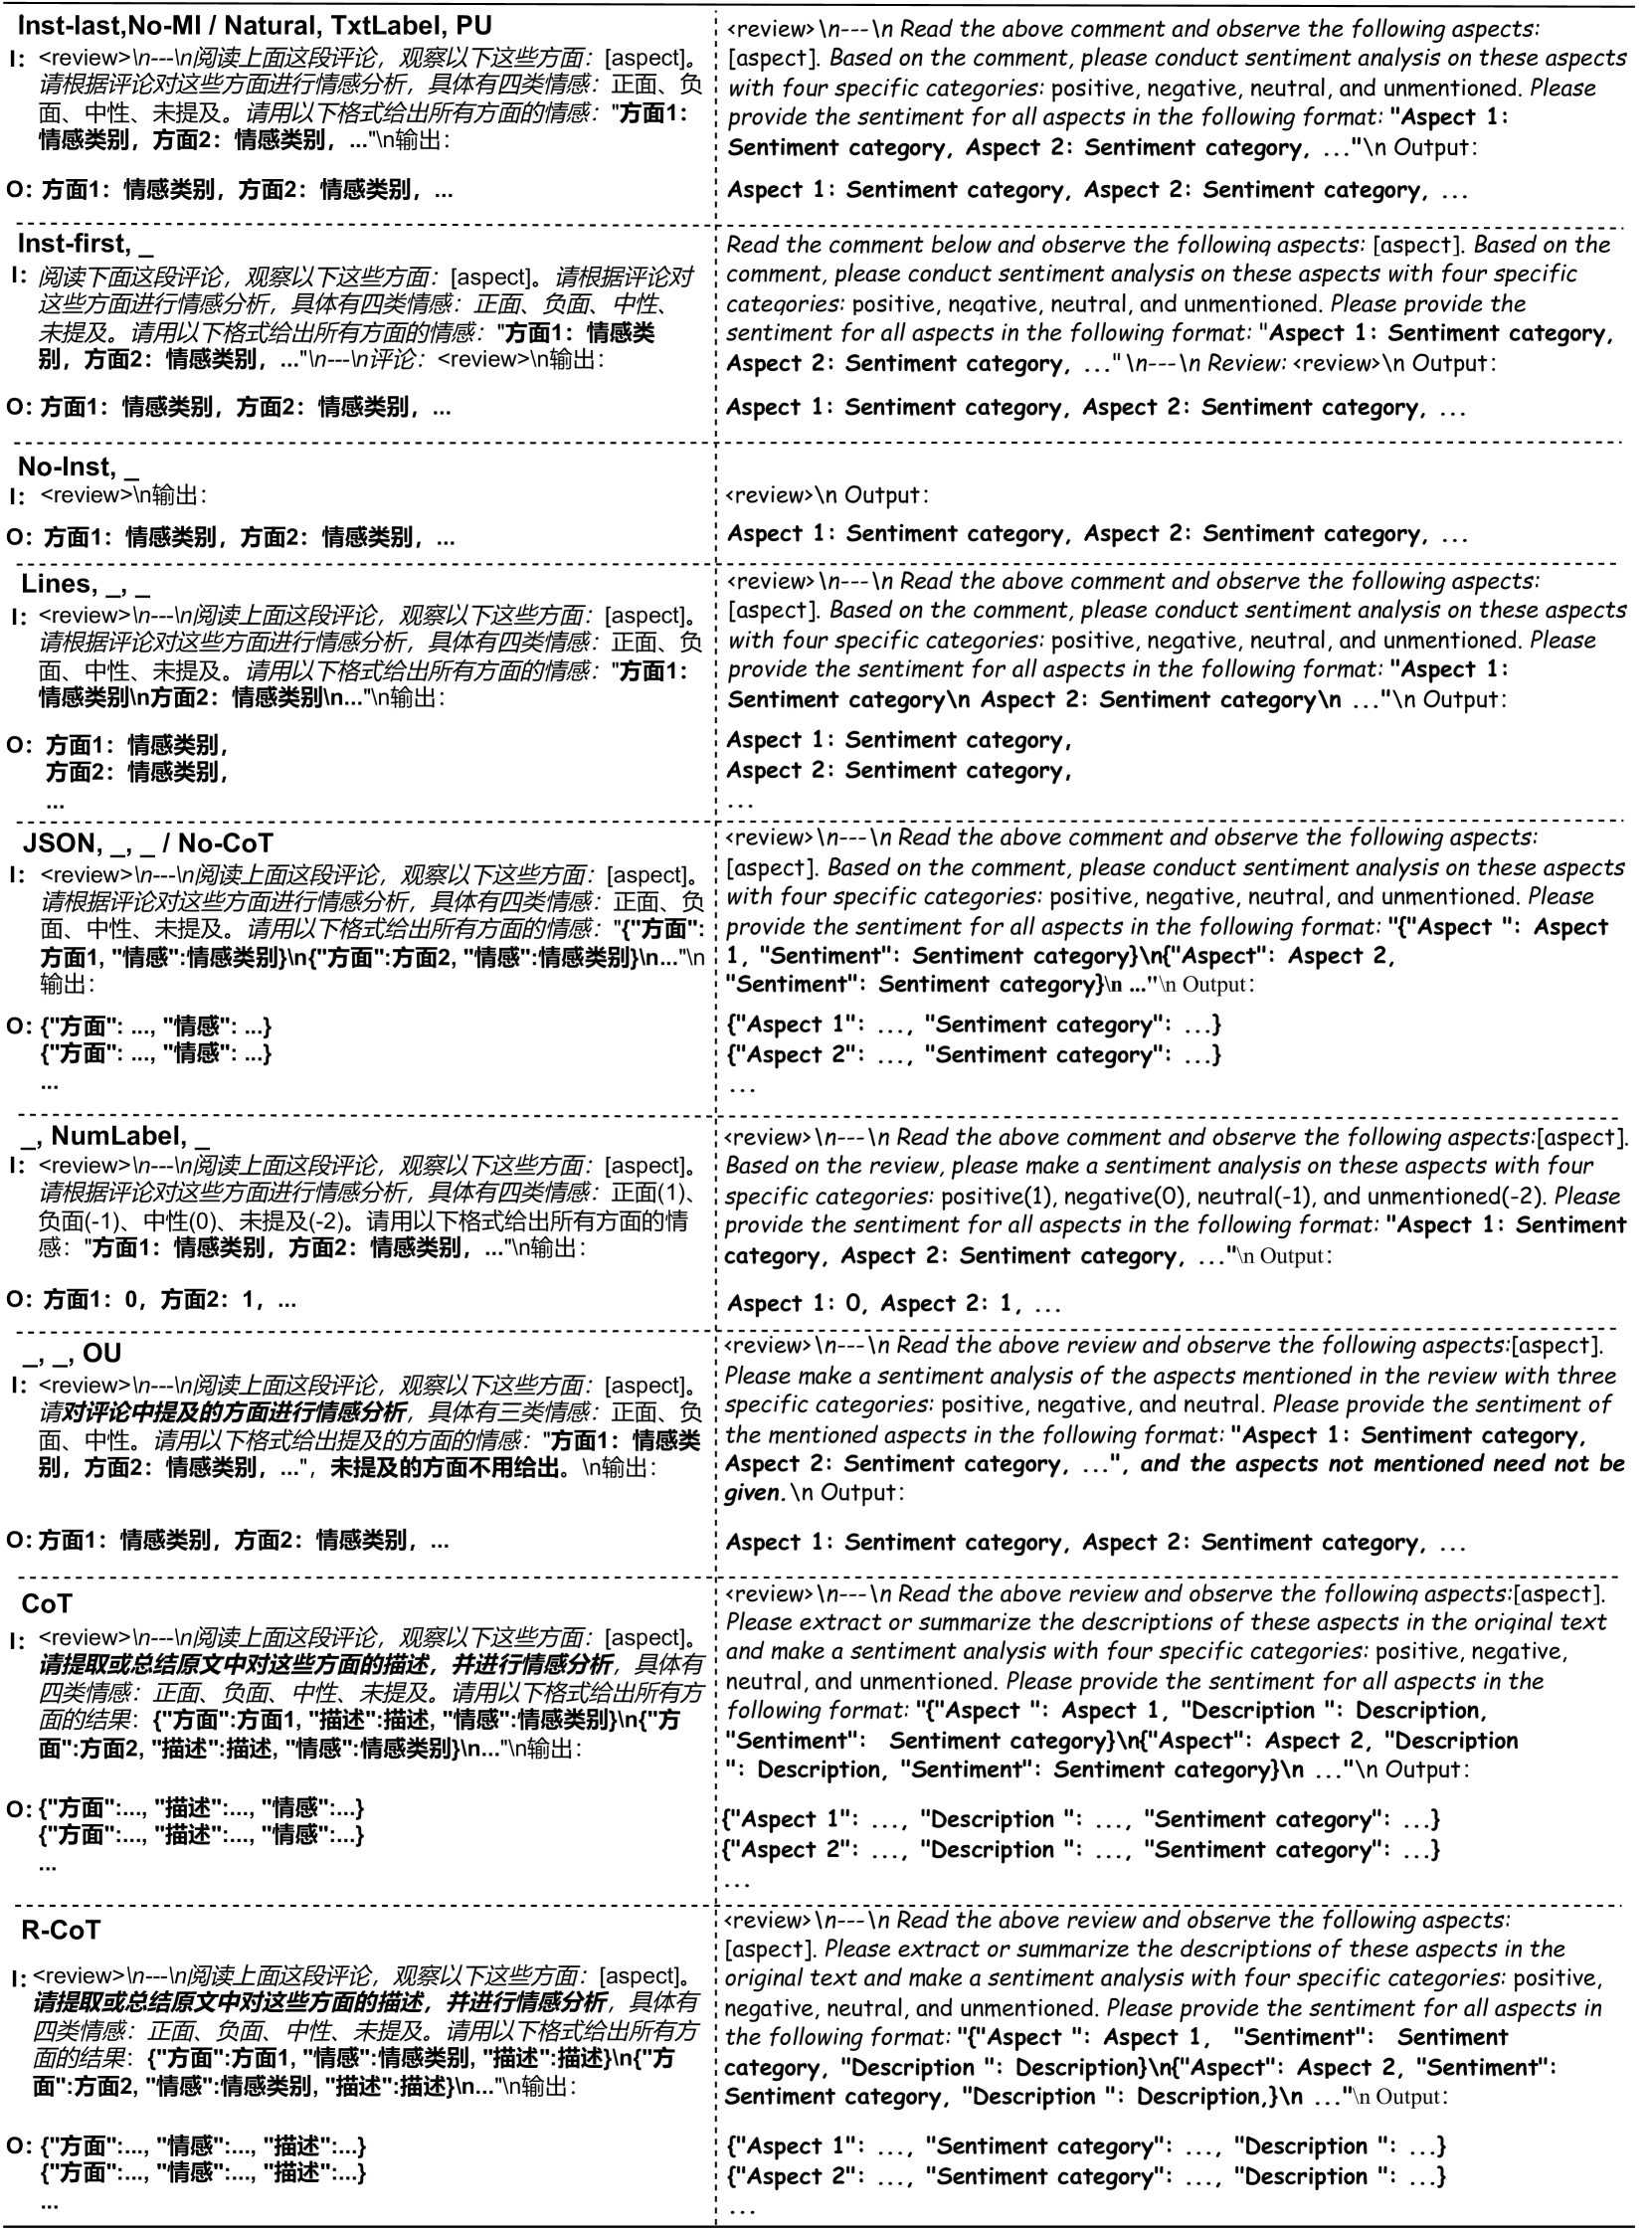 Inst-last,No-MI / Natural, TxtLabel, PU
I: <review>\n---\n阅读上面这段评论，观察以下这些方面：[aspect]。
请根据评论对这些方面进行情感分析，具体有四类情感：正面、负
面、中性、未提及。请用以下格式给出所有方面的情感："方面1：
情感类别，方面2：情感类别，..."\n输出：
O: 方面1：情感类别，方面2：情感类别，...
<review>\n---\n Read the above comment and observe the following aspects:
[aspect]. Based on the comment, please conduct sentiment analysis on these aspects
with four specific categories: positive, negative, neutral, and unmentioned. Please
provide the sentiment for all aspects in the following format: "Aspect 1:
Sentiment category, Aspect 2: Sentiment category, ..."\n Output:
Aspect 1: Sentiment category, Aspect 2: Sentiment category, ...
Inst-first, _
I: 阅读下面这段评论，观察以下这些方面：[aspect]。请根据评论对
这些方面进行情感分析，具体有四类情感：正面、负面、中性、
未提及。请用以下格式给出所有方面的情感："方面1：情感类
别，方面2：情感类别，..."\n---\n评论：<review>\n输出：
O: 方面1：情感类别，方面2：情感类别，...
Read the comment below and observe the following aspects: [aspect]. Based on the
comment, please conduct sentiment analysis on these aspects with four specific
categories: positive, negative, neutral, and unmentioned. Please provide the
sentiment for all aspects in the following format: "Aspect 1: Sentiment category,
Aspect 2: Sentiment category, ..." \n---\n Review: <review>\n Output:
Aspect 1: Sentiment category, Aspect 2: Sentiment category, ...
No-Inst, _
I: <review>\n输出：
O: 方面1：情感类别，方面2：情感类别，...
<review>\n Output:
Aspect 1: Sentiment category, Aspect 2: Sentiment category, ...
Lines, _, _
I: <review>\n---\n阅读上面这段评论，观察以下这些方面：[aspect]。
请根据评论对这些方面进行情感分析，具体有四类情感：正面、负
面、中性、未提及。请用以下格式给出所有方面的情感："方面1：
情感类别\n方面2：情感类别\n..."\n输出：
O: 方面1：情感类别，
方面2：情感类别，
...
<review>\n---\n Read the above comment and observe the following aspects:
[aspect]. Based on the comment, please conduct sentiment analysis on these aspects
with four specific categories: positive, negative, neutral, and unmentioned. Please
provide the sentiment for all aspects in the following format: "Aspect 1:
Sentiment category\n Aspect 2: Sentiment category\n ..."\n Output:
Aspect 1: Sentiment category,
Aspect 2: Sentiment category,
...
JSON, _, _ / No-CoT
I: <review>\n---\n阅读上面这段评论，观察以下这些方面：[aspect]。
请根据评论对这些方面进行情感分析，具体有四类情感：正面、负
面、中性、未提及。请用以下格式给出所有方面的情感："{"方面":
方面1, "情感":情感类别}\n{"方面":方面2, "情感":情感类别}\n..."\n
输出：
O: {"方面": ..., "情感": ...}
{"方面": ..., "情感": ...}
...
<review>\n---\n Read the above comment and observe the following aspects:
[aspect]. Based on the comment, please conduct sentiment analysis on these aspects
with four specific categories: positive, negative, neutral, and unmentioned. Please
provide the sentiment for all aspects in the following format: "{"Aspect ": Aspect
1, "Sentiment": Sentiment category}\n{"Aspect": Aspect 2,
"Sentiment": Sentiment category}\n ..."\n Output:
{"Aspect 1": ..., "Sentiment category": ...}
{"Aspect 2": ..., "Sentiment category": ...}
...
_, NumLabel, _
I: <review>\n---\n阅读上面这段评论，观察以下这些方面：[aspect]。
请根据评论对这些方面进行情感分析，具体有四类情感：正面(1)、
负面(-1)、中性(0)、未提及(-2)。请用以下格式给出所有方面的情
感："方面1：情感类别，方面2：情感类别，..."\n输出：
O: 方面1：0，方面2：1，...
<review>\n---\n Read the above comment and observe the following aspects:[aspect].
Based on the review, please make a sentiment analysis on these aspects with four
specific categories: positive(1), negative(0), neutral(-1), and unmentioned(-2). Please
provide the sentiment for all aspects in the following format: "Aspect 1: Sentiment
category, Aspect 2: Sentiment category, ..."\n Output:
Aspect 1: 0, Aspect 2: 1, ...
_, _, OU
I: <review>\n---\n阅读上面这段评论，观察以下这些方面：[aspect]。
请对评论中提及的方面进行情感分析，具体有三类情感：正面、负
面、中性。请用以下格式给出提及的方面的情感："方面1：情感类
别，方面2：情感类别，..."，未提及的方面不用给出。\n输出：
O: 方面1：情感类别，方面2：情感类别，...
<review>\n---\n Read the above review and observe the following aspects:[aspect].
Please make a sentiment analysis of the aspects mentioned in the review with three
specific categories: positive, negative, and neutral. Please provide the sentiment of
the mentioned aspects in the following format: "Aspect 1: Sentiment category,
Aspect 2: Sentiment category, ...", and the aspects not mentioned need not be
given.\n Output:
Aspect 1: Sentiment category, Aspect 2: Sentiment category, ...
CoT
I: <review>\n---\n阅读上面这段评论，观察以下这些方面：[aspect]。
请提取或总结原文中对这些方面的描述，并进行情感分析，具体有
四类情感：正面、负面、中性、未提及。请用以下格式给出所有方
面的结果：{"方面":方面1, "描述":描述, "情感":情感类别}\n{"方
面":方面2, "描述":描述, "情感":情感类别}\n..."\n输出：
O: {"方面":..., "描述":..., "情感":...}
{"方面":..., "描述":..., "情感":...}
...
<review>\n---\n Read the above review and observe the following aspects:[aspect].
Please extract or summarize the descriptions of these aspects in the original text
and make a sentiment analysis with four specific categories: positive, negative,
neutral, and unmentioned. Please provide the sentiment for all aspects in the
following format: "{"Aspect ": Aspect 1, "Description ": Description,
"Sentiment": Sentiment category}\n{"Aspect": Aspect 2, "Description
": Description, "Sentiment": Sentiment category}\n ..."\n Output:
{"Aspect 1": ..., "Description ": ..., "Sentiment category": ...}
{"Aspect 2": ..., "Description ": ..., "Sentiment category": ...}
...
R-CoT
I: <review>\n---\n阅读上面这段评论，观察以下这些方面：[aspect]。
请提取或总结原文中对这些方面的描述，并进行情感分析，具体有
四类情感：正面、负面、中性、未提及。请用以下格式给出所有方
面的结果：{"方面":方面1, "情感":情感类别, "描述":描述}\n{"方
面":方面2, "情感":情感类别, "描述":描述}\n..."\n输出：
O: {"方面":..., "情感":..., "描述":...}
{"方面":..., "情感":..., "描述":...}
...
<review>\n---\n Read the above review and observe the following aspects:
[aspect]. Please extract or summarize the descriptions of these aspects in the
original text and make a sentiment analysis with four specific categories: positive,
negative, neutral, and unmentioned. Please provide the sentiment for all aspects in
the following format: "{"Aspect ": Aspect 1, "Sentiment": Sentiment
category, "Description ": Description}\n{"Aspect": Aspect 2, "Sentiment":
Sentiment category, "Description ": Description,}\n ..."\n Output:
{"Aspect 1": ..., "Sentiment category": ..., "Description ": ...}
{"Aspect 2": ..., "Sentiment category": ..., "Description ": ...}
...